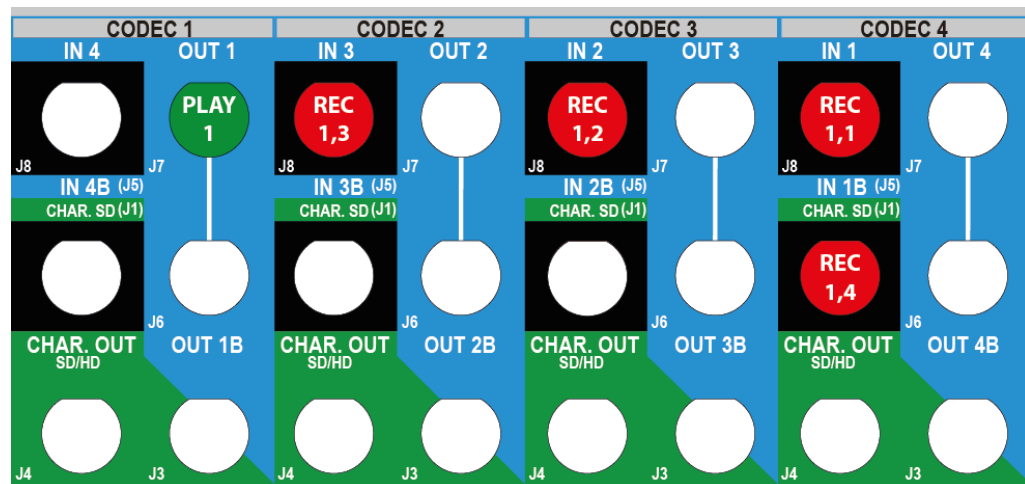 CODEC 1 CODEC 2 CODEC 3 CODEC 4
IN 4 OUT 1 IN 3 OUT 2 IN 2 OUT 3 IN 1 OUT 4
PLAY REC REC REC
1 1,3 1,2 1,1
J8 J7 J8 J7 J8 J7 J8 J7
IN 4B (J5) IN 3B (J5) IN 2B (J5) IN 1B (J5)
CHAR. SD (J1) CHAR. SD (J1) CHAR. SD (J1) CHAR. SD (J1)
REC
1,4
J6 J6 J6 J6
CHAR. OUT OUT 1B CHAR. OUT OUT 2B CHAR. OUT OUT 3B CHAR. OUT OUT 4B
SD/HD SD/HD SD/HD SD/HD
J4 J3 J4 J3 J4 J3 J4 J3